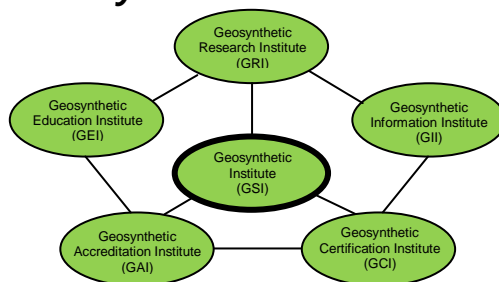 Geosynthetic
Research Institute
(GRI)
Geosynthetic
Education Institute
(GEI)
Geosynthetic
Information Institute
(GII)
Geosynthetic
Institute
(GSI)
Geosynthetic
Accreditation Institute
(GAI)
Geosynthetic
Certification Institute
(GCI)